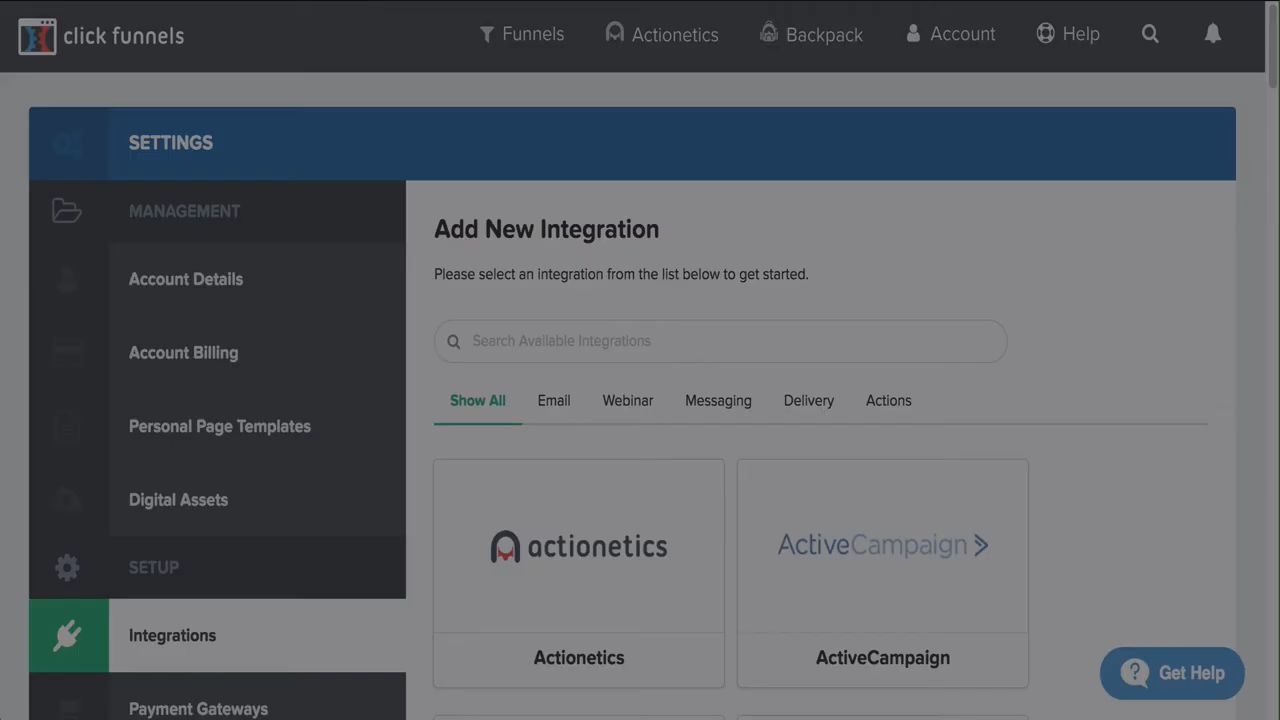 click funnels
Funnels
Actionetics
Backpack
Account
Help
SETTINGS
MANAGEMENT
Account Details
Account Billing
Personal Page Templates
Digital Assets
SETUP
Integrations
Payment Gateways
Add New Integration
Please select an integration from the list below to get started.
Search Available Integrations
Show All
Email
Webinar
Messaging
Delivery
Actions
actionetics
Actionetics
ActiveCampaign
ActiveCampaign
? Get Help